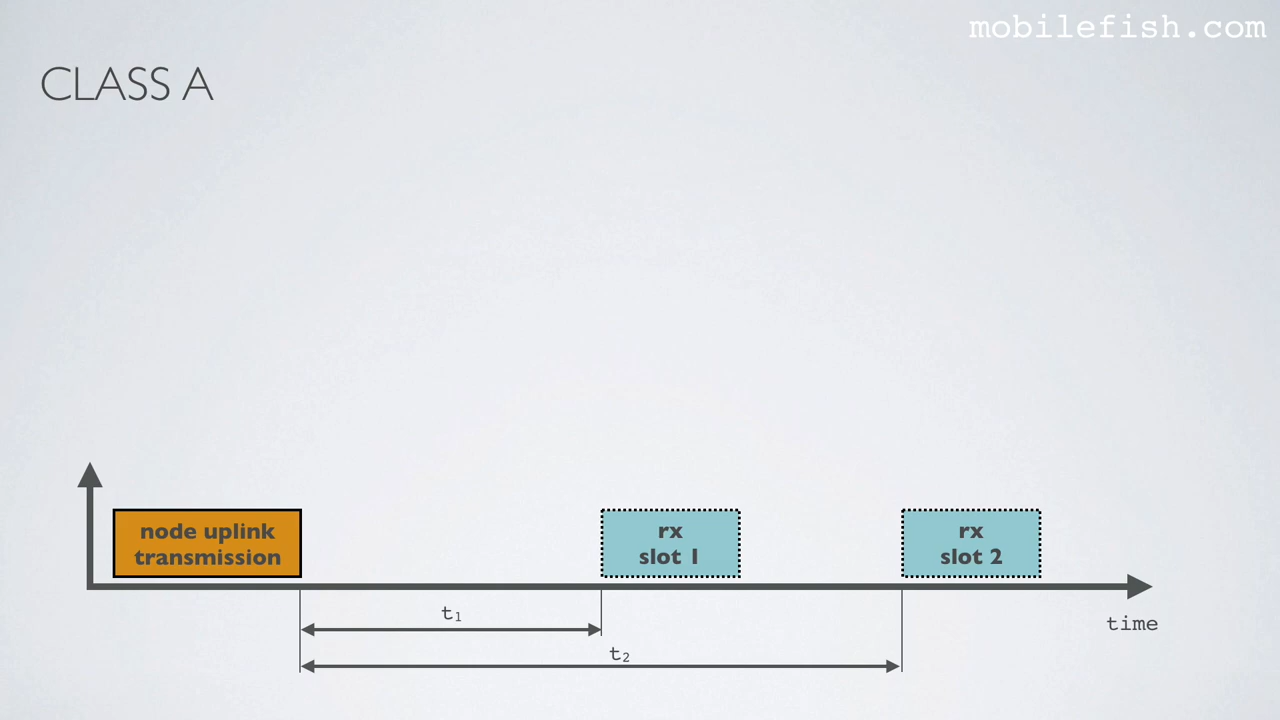 mobilefish.com
CLASS A
node uplink
transmission
rx
slot 1
rx
slot 2
t₁
time
t₂